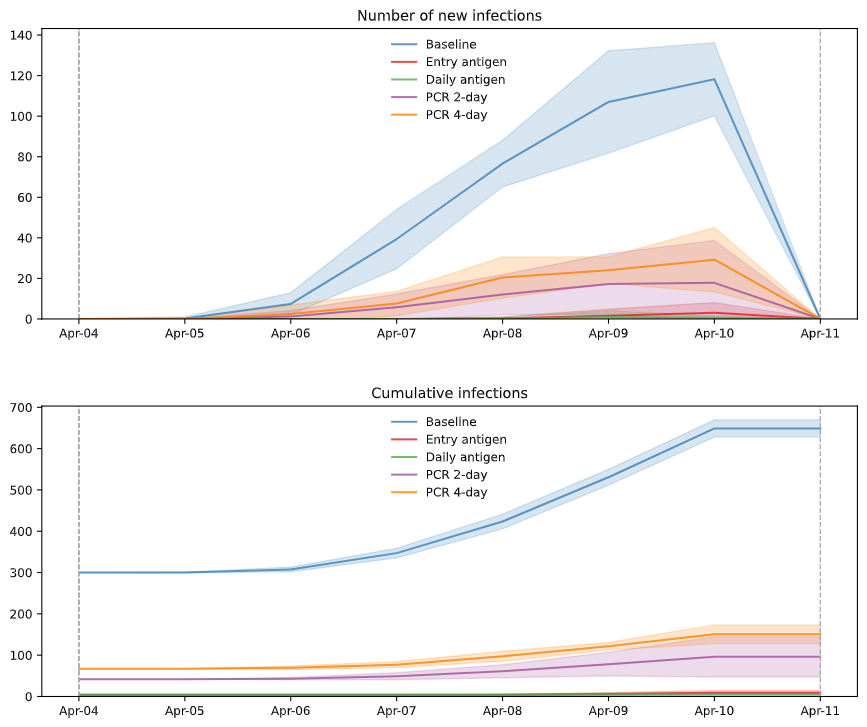 Number of new infections
140
120
100
80
60
40
20
0
Baseline
Entry antigen
Daily antigen
PCR 2-day
PCR 4-day
Apr-04 Apr-05 Apr-06 Apr-07 Apr-08 Apr-09 Apr-10 Apr-11
Cumulative infections
700
600
500
400
300
200
100
0
Baseline
Entry antigen
Daily antigen
PCR 2-day
PCR 4-day
Apr-04 Apr-05 Apr-06 Apr-07 Apr-08 Apr-09 Apr-10 Apr-11